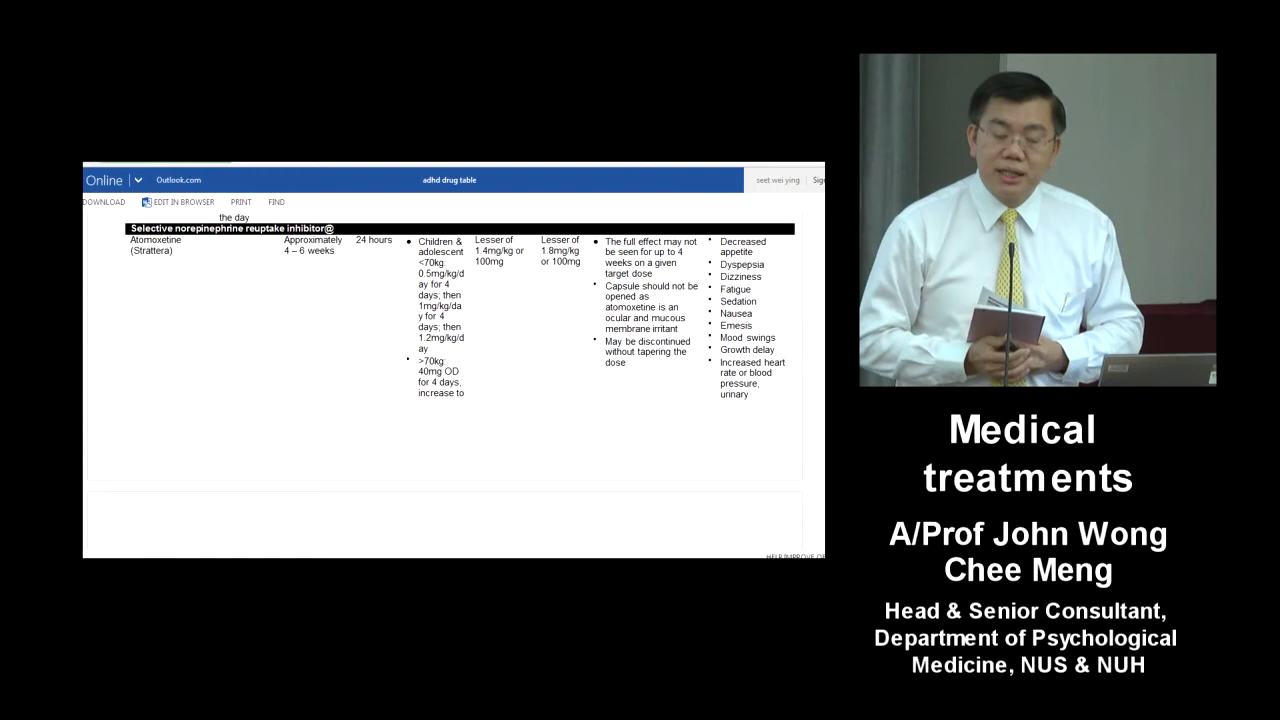 Online
Outlook.com
adhd drug table
seet wei ying
Sig
DOWNLOAD
EDIT IN BROWSER
PRINT
FIND
the day
Selective norepinephrine reuptake inhibitor@
Atomoxetine
(Strattera)
Approximately
4 – 6 weeks
24 hours
Children &
adolescent
<70kg:
0.5mg/kg/d
ay for 4
days; then
1mg/kg/da
y for 4
days; then
1.2mg/kg/d
ay
>70kg:
40mg OD
for 4 days,
increase to
Lesser of
1.4mg/kg or
100mg
Lesser of
1.8mg/kg
or 100mg
The full effect may not
be seen for up to 4
weeks on a given
target dose
Capsule should not be
opened as
atomoxetine is an
ocular and mucous
membrane irritant
May be discontinued
without tapering the
dose
Decreased
appetite
Dyspepsia
Dizziness
Fatigue
Sedation
Nausea
Emesis
Mood swings
Growth delay
Increased heart
rate or blood
pressure,
urinary
HELP IMPROVE OF
Medical
treatments
A/Prof John Wong
Chee Meng
Head & Senior Consultant,
Department of Psychological
Medicine, NUS & NUH